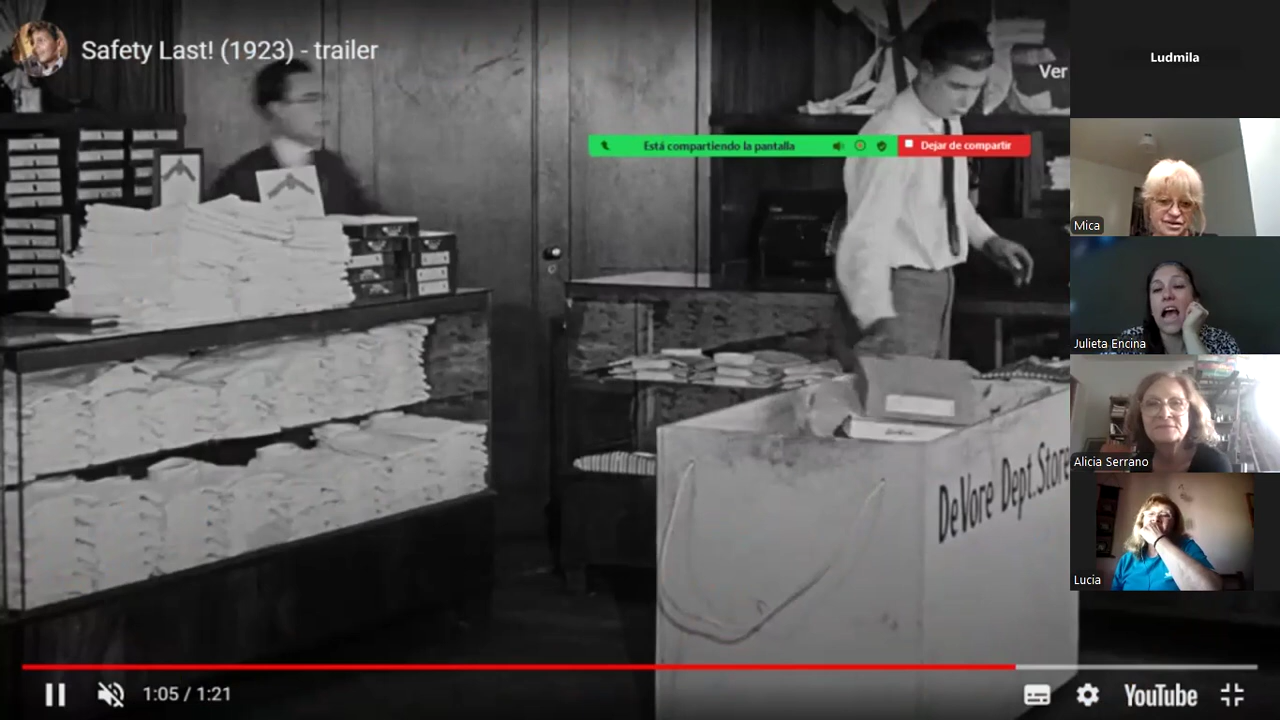 Safety Last! (1923) - trailer
Ver
Está compartiendo la pantalla
Dejar de compartir
Ludmila
Mica
Julieta Encina
Alicia Serrano
Lucia
DeVore Dept. Store
1:05 / 1:21
YouTube